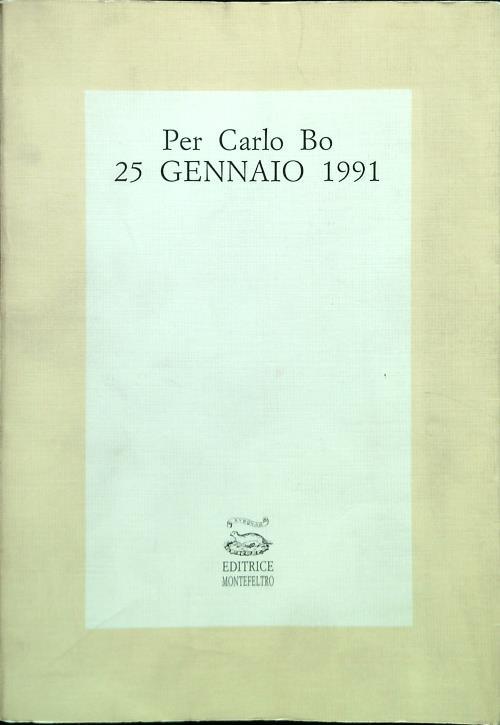 Per Carlo Bo
25 GENNAIO 1991
EDITRICE
MONTEFELTRO